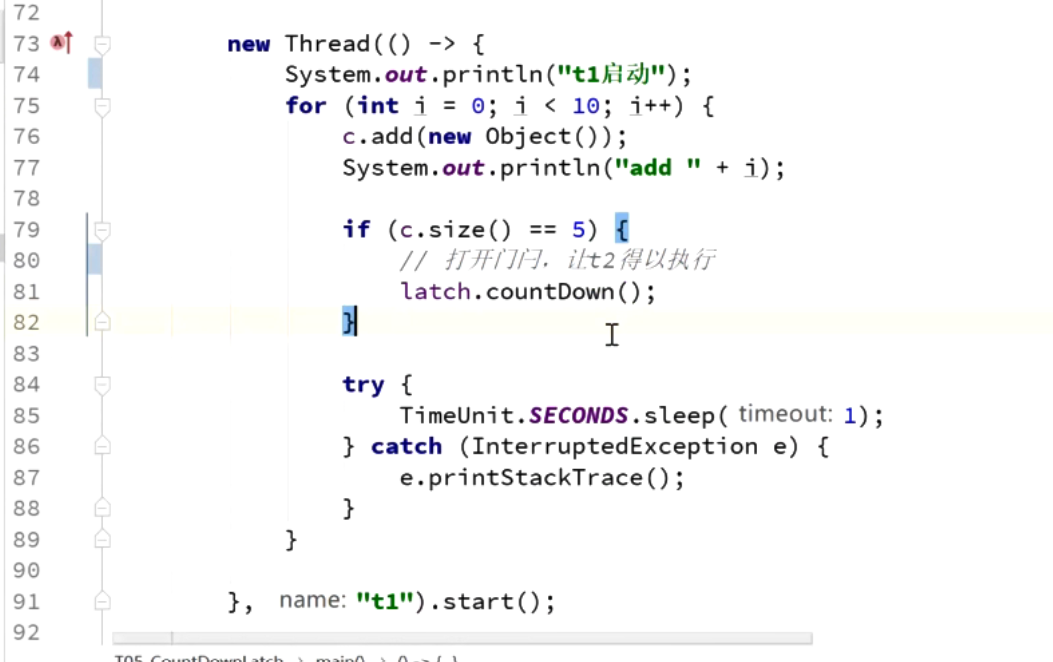 72
73 new Thread(() -> {
74 System.out.println("t1启动");
75 for (int i = 0; i < 10; i++) {
76 c.add(new Object());
77 System.out.println("add " + i);
78
79 if (c.size() == 5) {
80 // 打开门闩，让t2得以执行
81 latch.countDown();
82 }
83
84 try {
85 TimeUnit.SECONDS.sleep( timeout: 1);
86 } catch (InterruptedException e) {
87 e.printStackTrace();
88 }
89 }
90
91 }, name: "t1").start();
92
T05_CountDownLatch > main() > () -> {..}